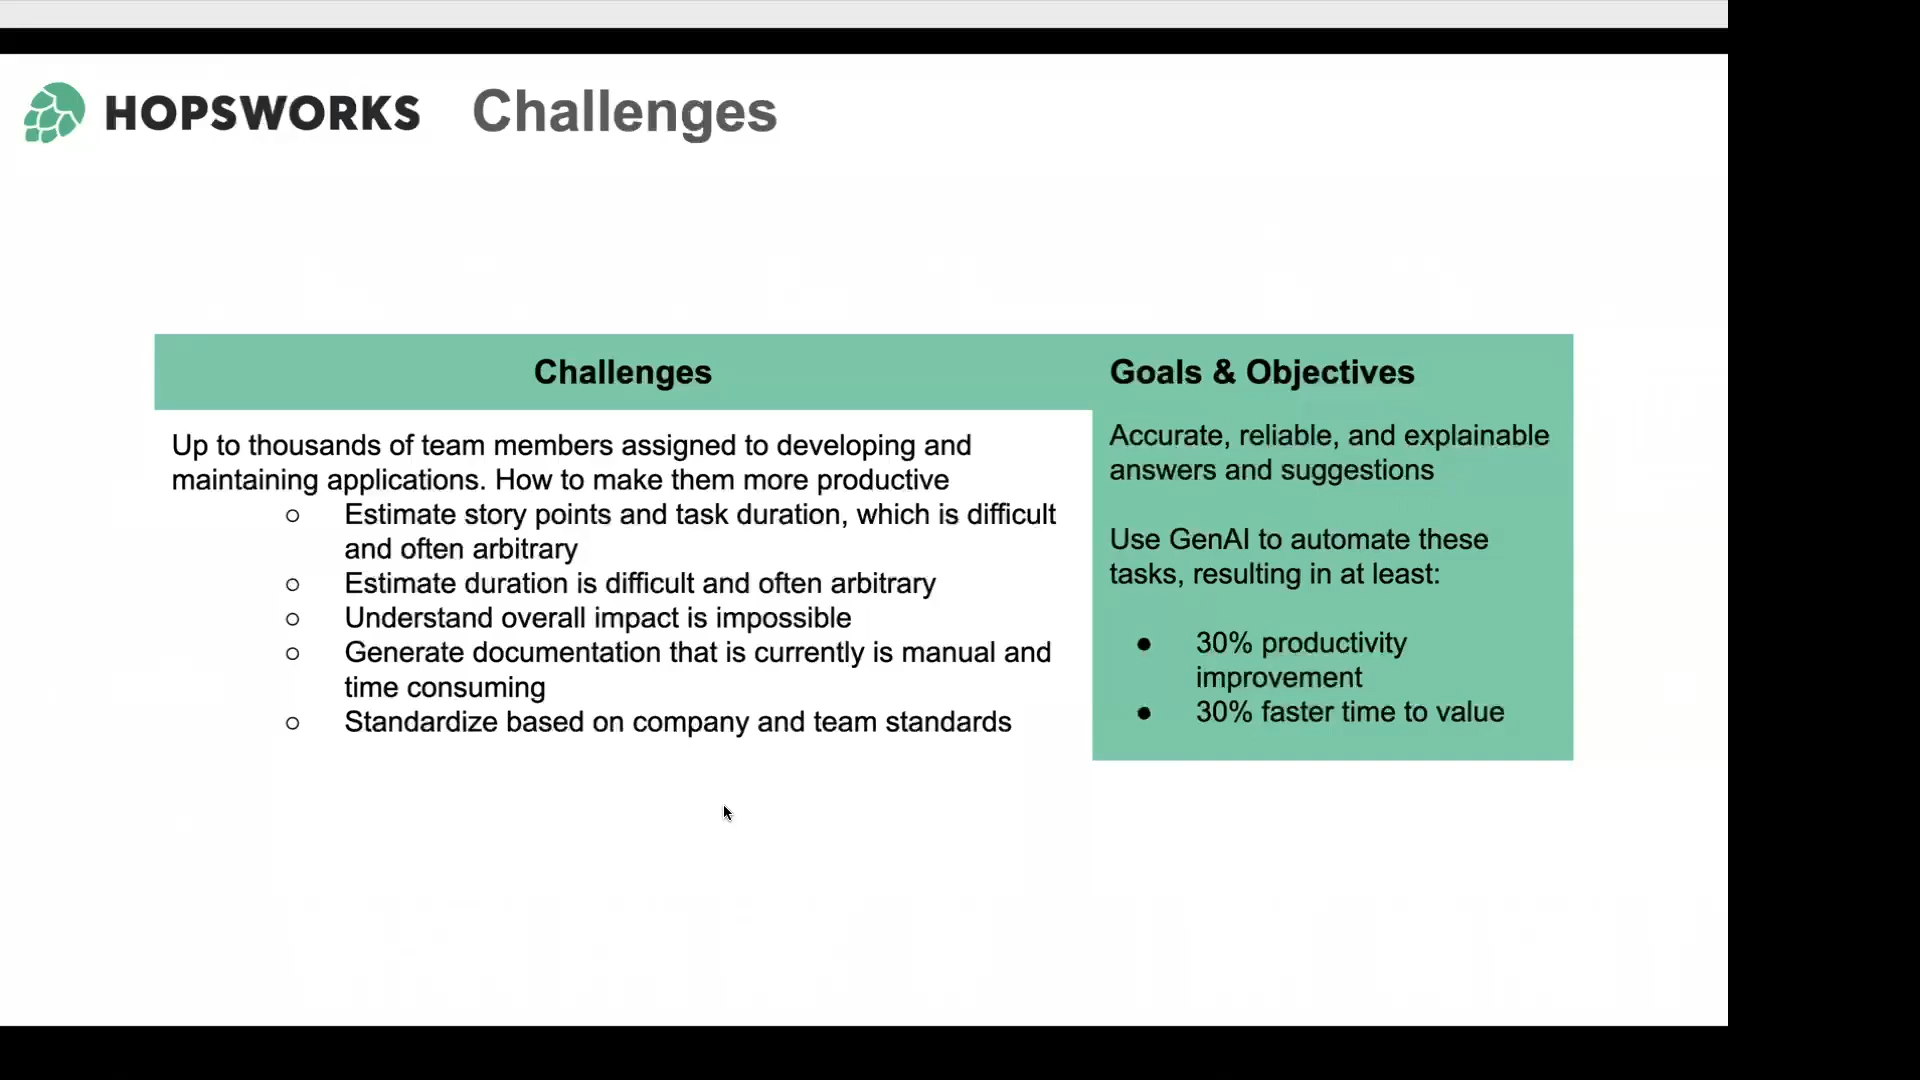 HOPSWORKS Challenges
Challenges
Up to thousands of team members assigned to developing and
maintaining applications. How to make them more productive
○ Estimate story points and task duration, which is difficult
and often arbitrary
○ Estimate duration is difficult and often arbitrary
○ Understand overall impact is impossible
○ Generate documentation that is currently is manual and
time consuming
○ Standardize based on company and team standards
Goals & Objectives
Accurate, reliable, and explainable
answers and suggestions
Use GenAI to automate these
tasks, resulting in at least:
● 30% productivity
improvement
● 30% faster time to value